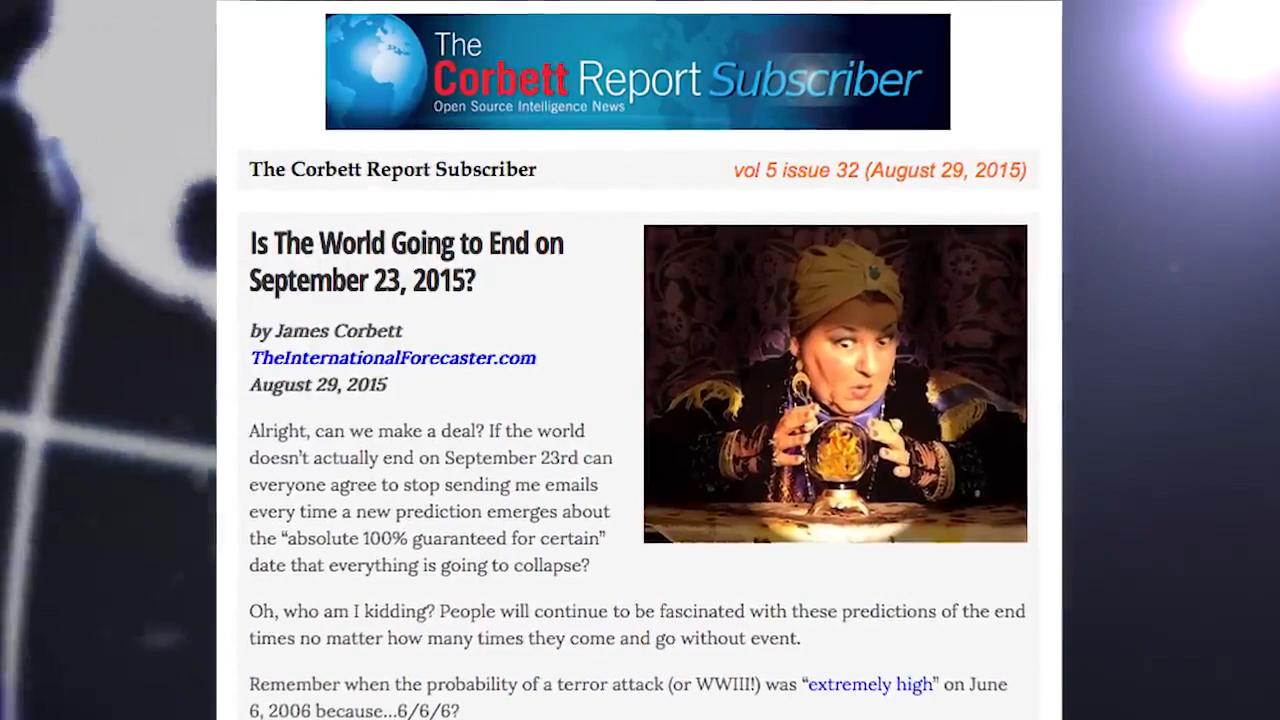 The
Corbett Report Subscriber
Open Source Intelligence News
The Corbett Report Subscriber
vol 5 issue 32 (August 29, 2015)
Is The World Going to End on
September 23, 2015?
by James Corbett
TheInternationalForecaster.com
August 29, 2015
Alright, can we make a deal? If the world
doesn’t actually end on September 23rd can
everyone agree to stop sending me emails
every time a new prediction emerges about
the “absolute 100% guaranteed for certain”
date that everything is going to collapse?
Oh, who am I kidding? People will continue to be fascinated with these predictions of the end
times no matter how many times they come and go without event.
Remember when the probability of a terror attack (or WWIII!) was “extremely high” on June
6, 2006 because...6/6/6?